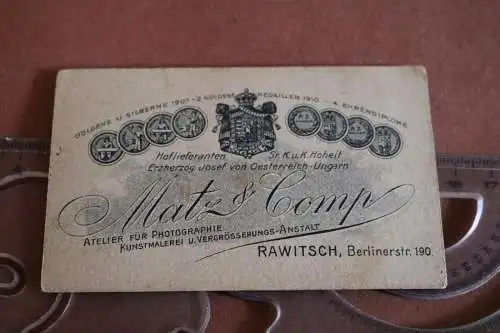 GOLDENE U. SILBERNE 1907 - 2 GOLDENE MEDAILLEN 1910 - 4 EHRENDIPLOME
Hoflieferanten Sr. K.u.K. Hoheit
Erzherzog Josef von Oesterreich-Ungarn
Matz & Comp
ATELIER FÜR PHOTOGRAPHIE
KUNSTMALEREI U. VERGRÖSSERUNGS-ANSTALT
RAWITSCH, Berlinerstr. 190.